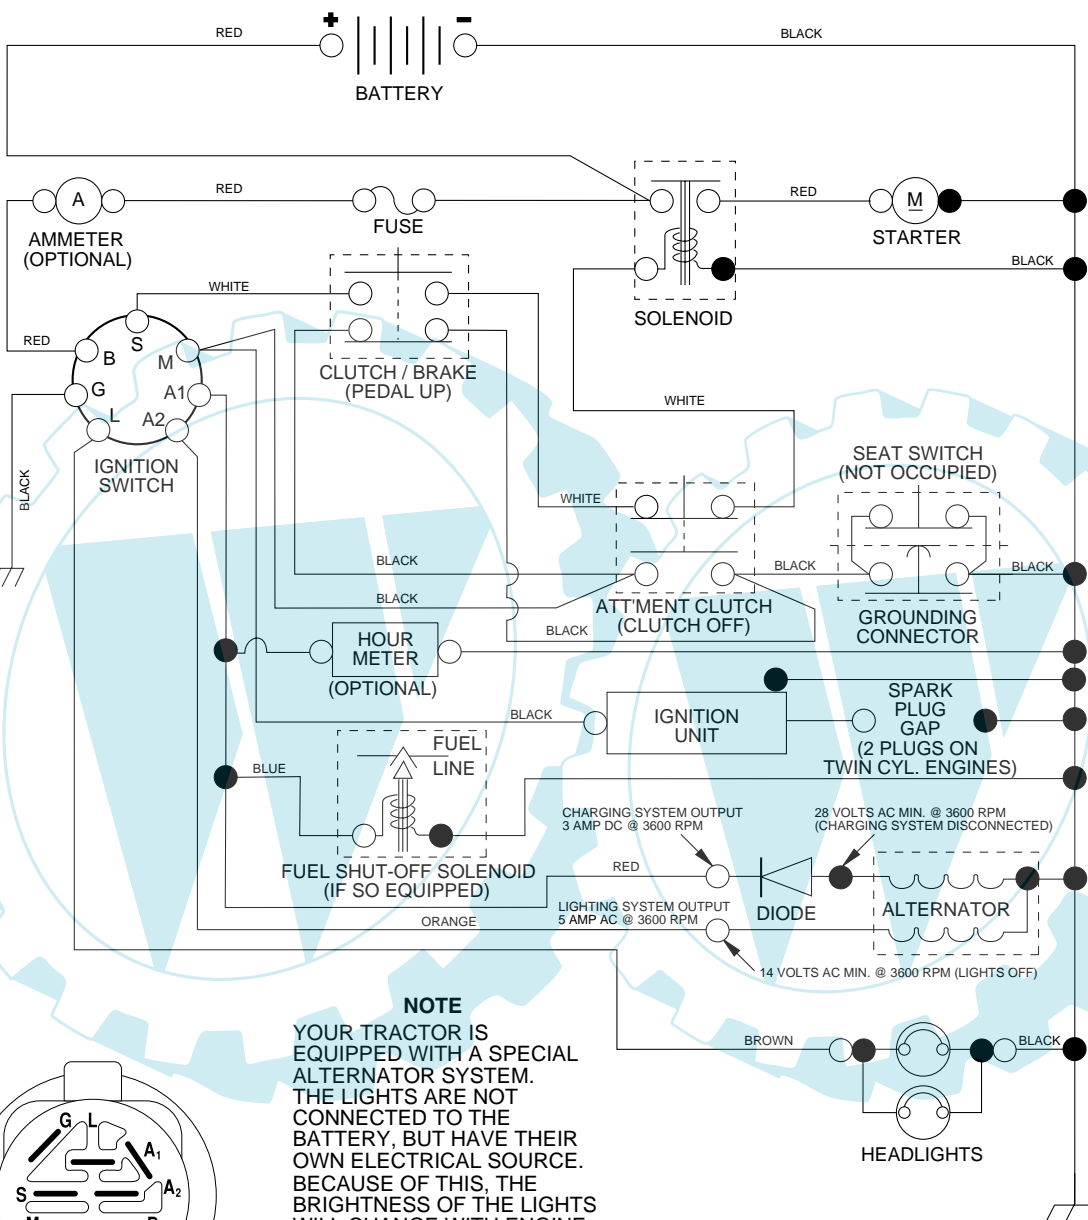 + -
RED
BLACK
BATTERY
A
RED
RED
M
AMMETER
(OPTIONAL)
FUSE
STARTER
BLACK
WHITE
SOLENOID
RED
S
B
M
G
A1
L
A2
CLUTCH / BRAKE
(PEDAL UP)
WHITE
IGNITION
SWITCH
BLACK
SEAT SWITCH
(NOT OCCUPIED)
WHITE
BLACK
BLACK
BLACK
BLACK
ATT'MENT CLUTCH
(CLUTCH OFF)
GROUNDING
CONNECTOR
BLACK
HOUR
METER
(OPTIONAL)
BLACK
IGNITION
UNIT
SPARK
PLUG
GAP
(2 PLUGS ON
TWIN CYL. ENGINES)
FUEL
LINE
BLUE
FUEL SHUT-OFF SOLENOID
(IF SO EQUIPPED)
CHARGING SYSTEM OUTPUT
3 AMP DC @ 3600 RPM
28 VOLTS AC MIN. @ 3600 RPM
(CHARGING SYSTEM DISCONNECTED)
RED
DIODE
ALTERNATOR
LIGHTING SYSTEM OUTPUT
5 AMP AC @ 3600 RPM
ORANGE
14 VOLTS AC MIN. @ 3600 RPM (LIGHTS OFF)
BROWN
BLACK
HEADLIGHTS
NOTE
YOUR TRACTOR IS
EQUIPPED WITH A SPECIAL
ALTERNATOR SYSTEM.
THE LIGHTS ARE NOT
CONNECTED TO THE
BATTERY, BUT HAVE THEIR
OWN ELECTRICAL SOURCE.
BECAUSE OF THIS, THE
BRIGHTNESS OF THE LIGHTS
WILL CHANGE WITH ENGINE
G L
A1
A2
S
M
B